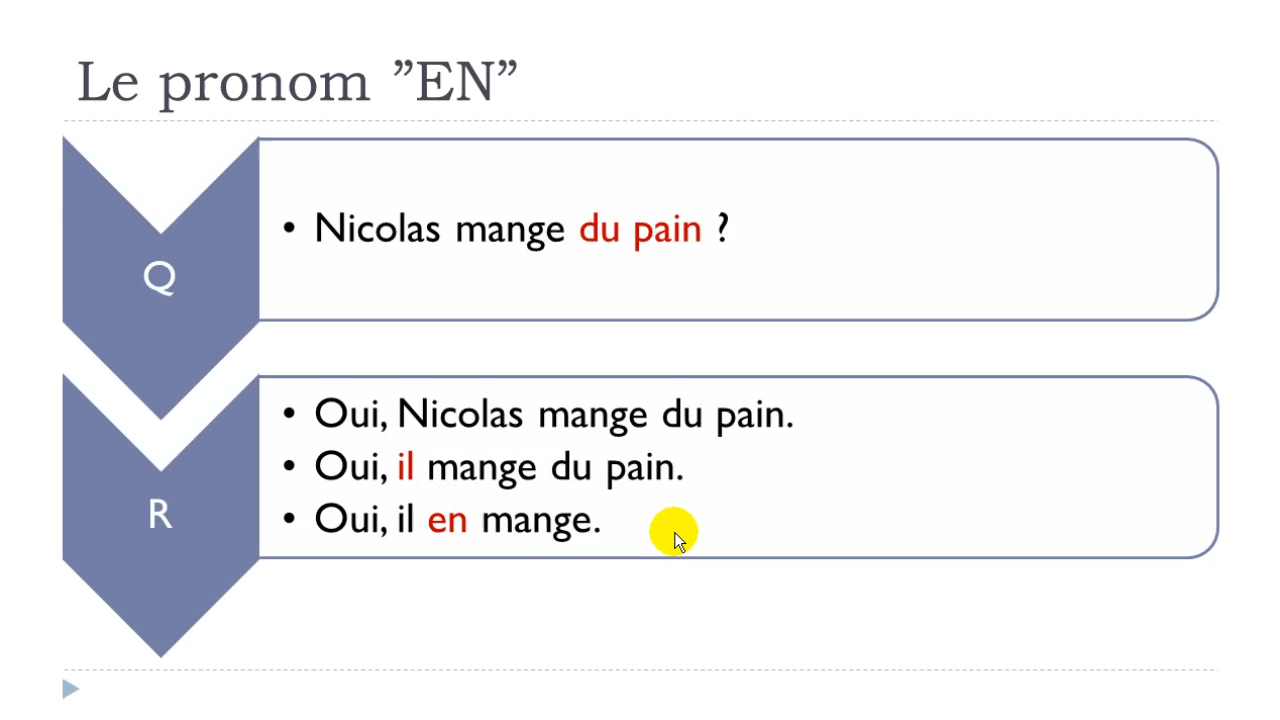 Le pronom ”EN”
Q
• Nicolas mange du pain ?
R
• Oui, Nicolas mange du pain.
• Oui, il mange du pain.
• Oui, il en mange.